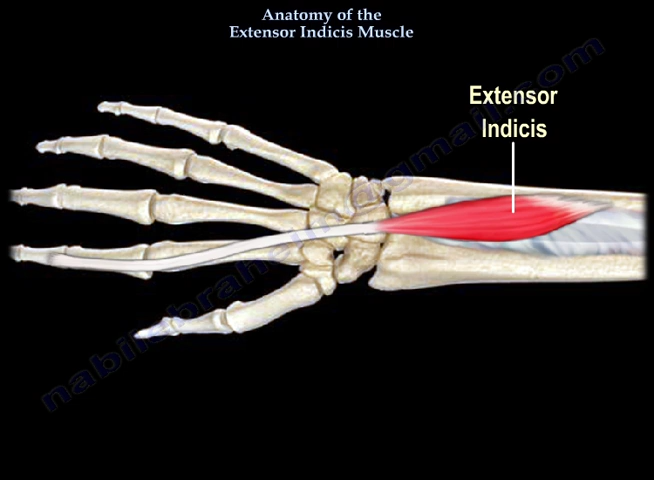 Anatomy of the
Extensor Indicis Muscle
Extensor
Indicis